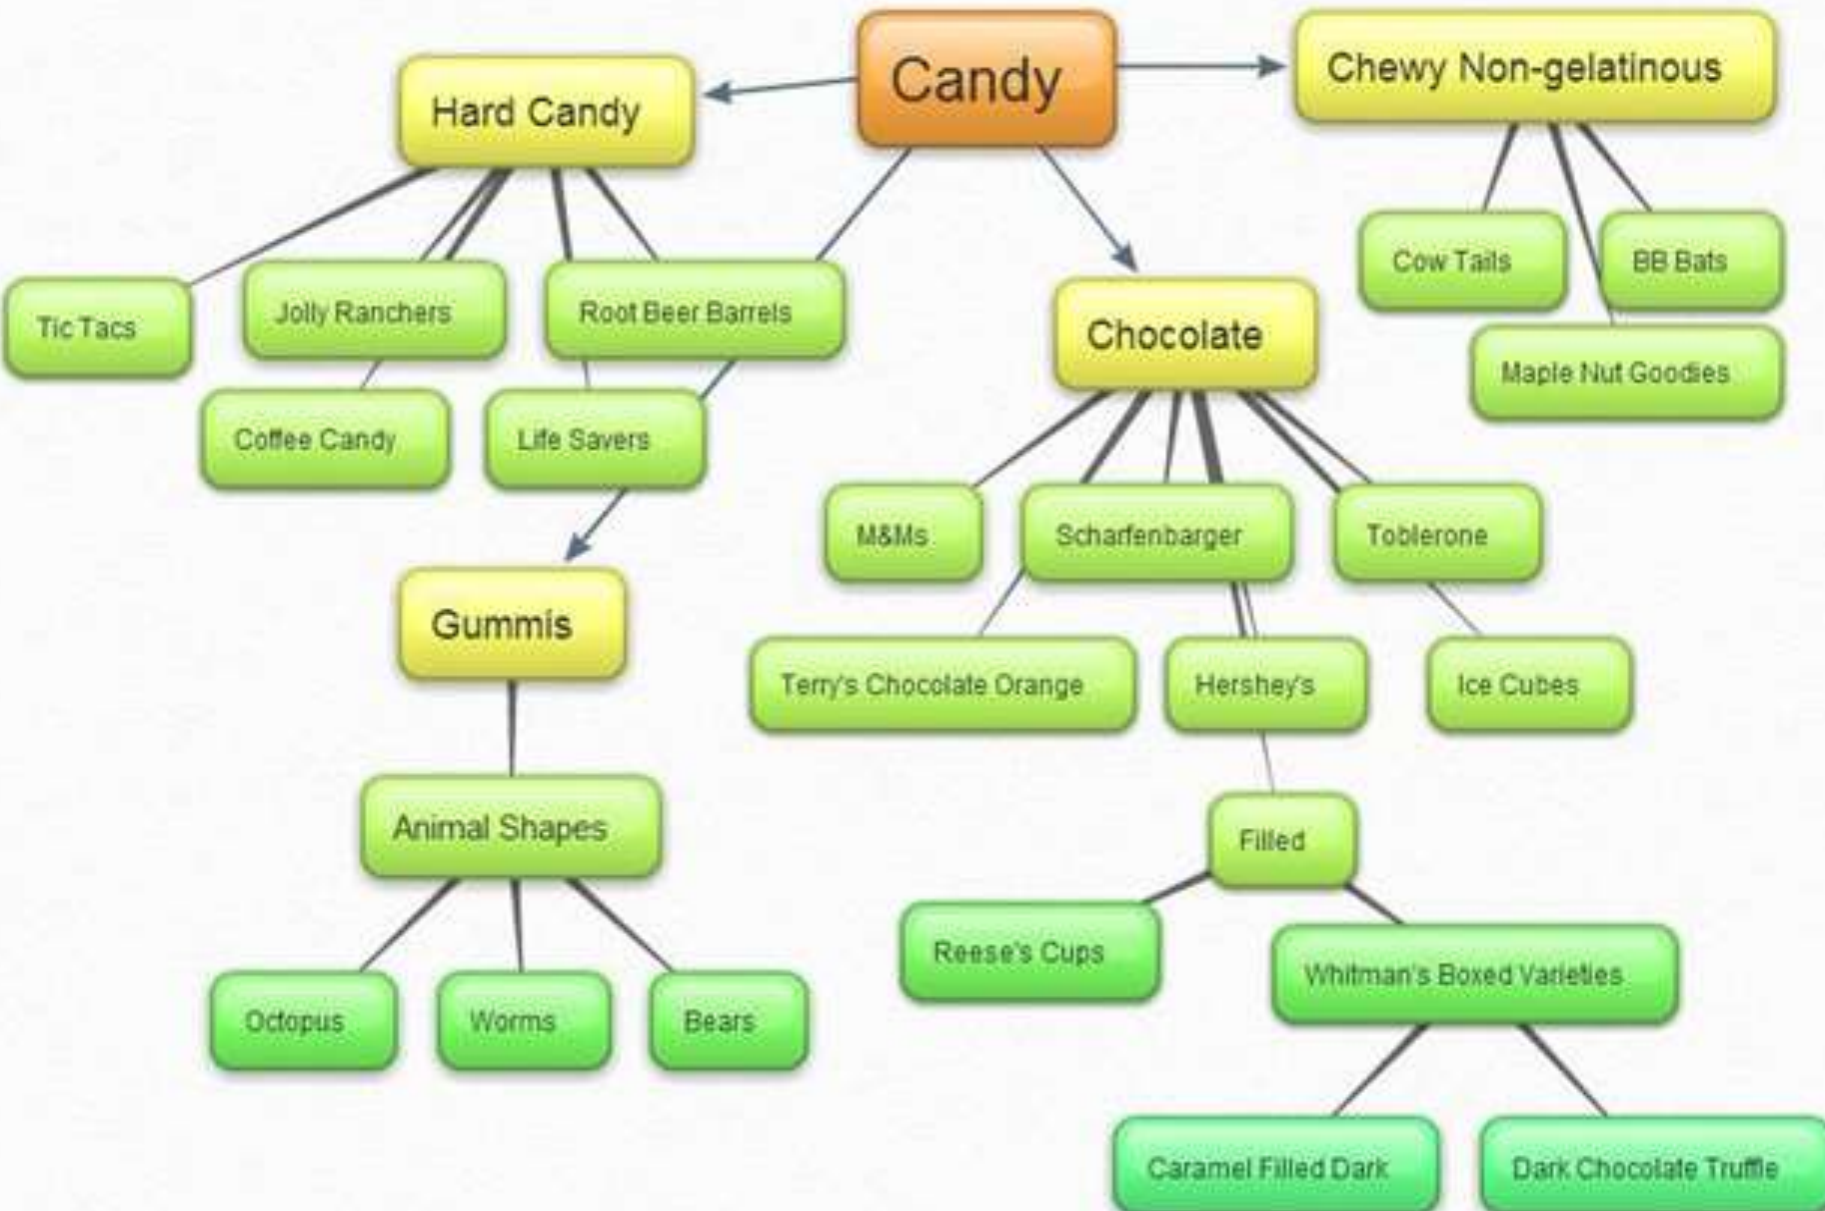 Candy
Chewy Non-gelatinous
Hard Candy
Cow Tails
BB Bats
Jolly Ranchers
Root Beer Barrels
Tic Tacs
Chocolate
Maple Nut Goodies
Coffee Candy
Life Savers
M&Ms
Scharfenbarger
Toblerone
Gummis
Terry's Chocolate Orange
Hershey's
Ice Cubes
Animal Shapes
Filled
Reese's Cups
Whitman's Boxed Varieties
Octopus
Worms
Bears
Caramel Filled Dark
Dark Chocolate Truffle